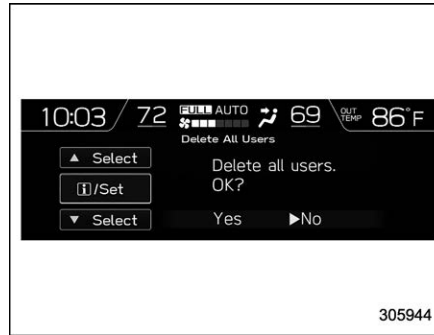 10:03 72 FULL AUTO 69 OUT TEMP 86°F
Delete All Users
▲ Select
i/Set
▼ Select
Delete all users.
OK?
Yes ▶No
305944